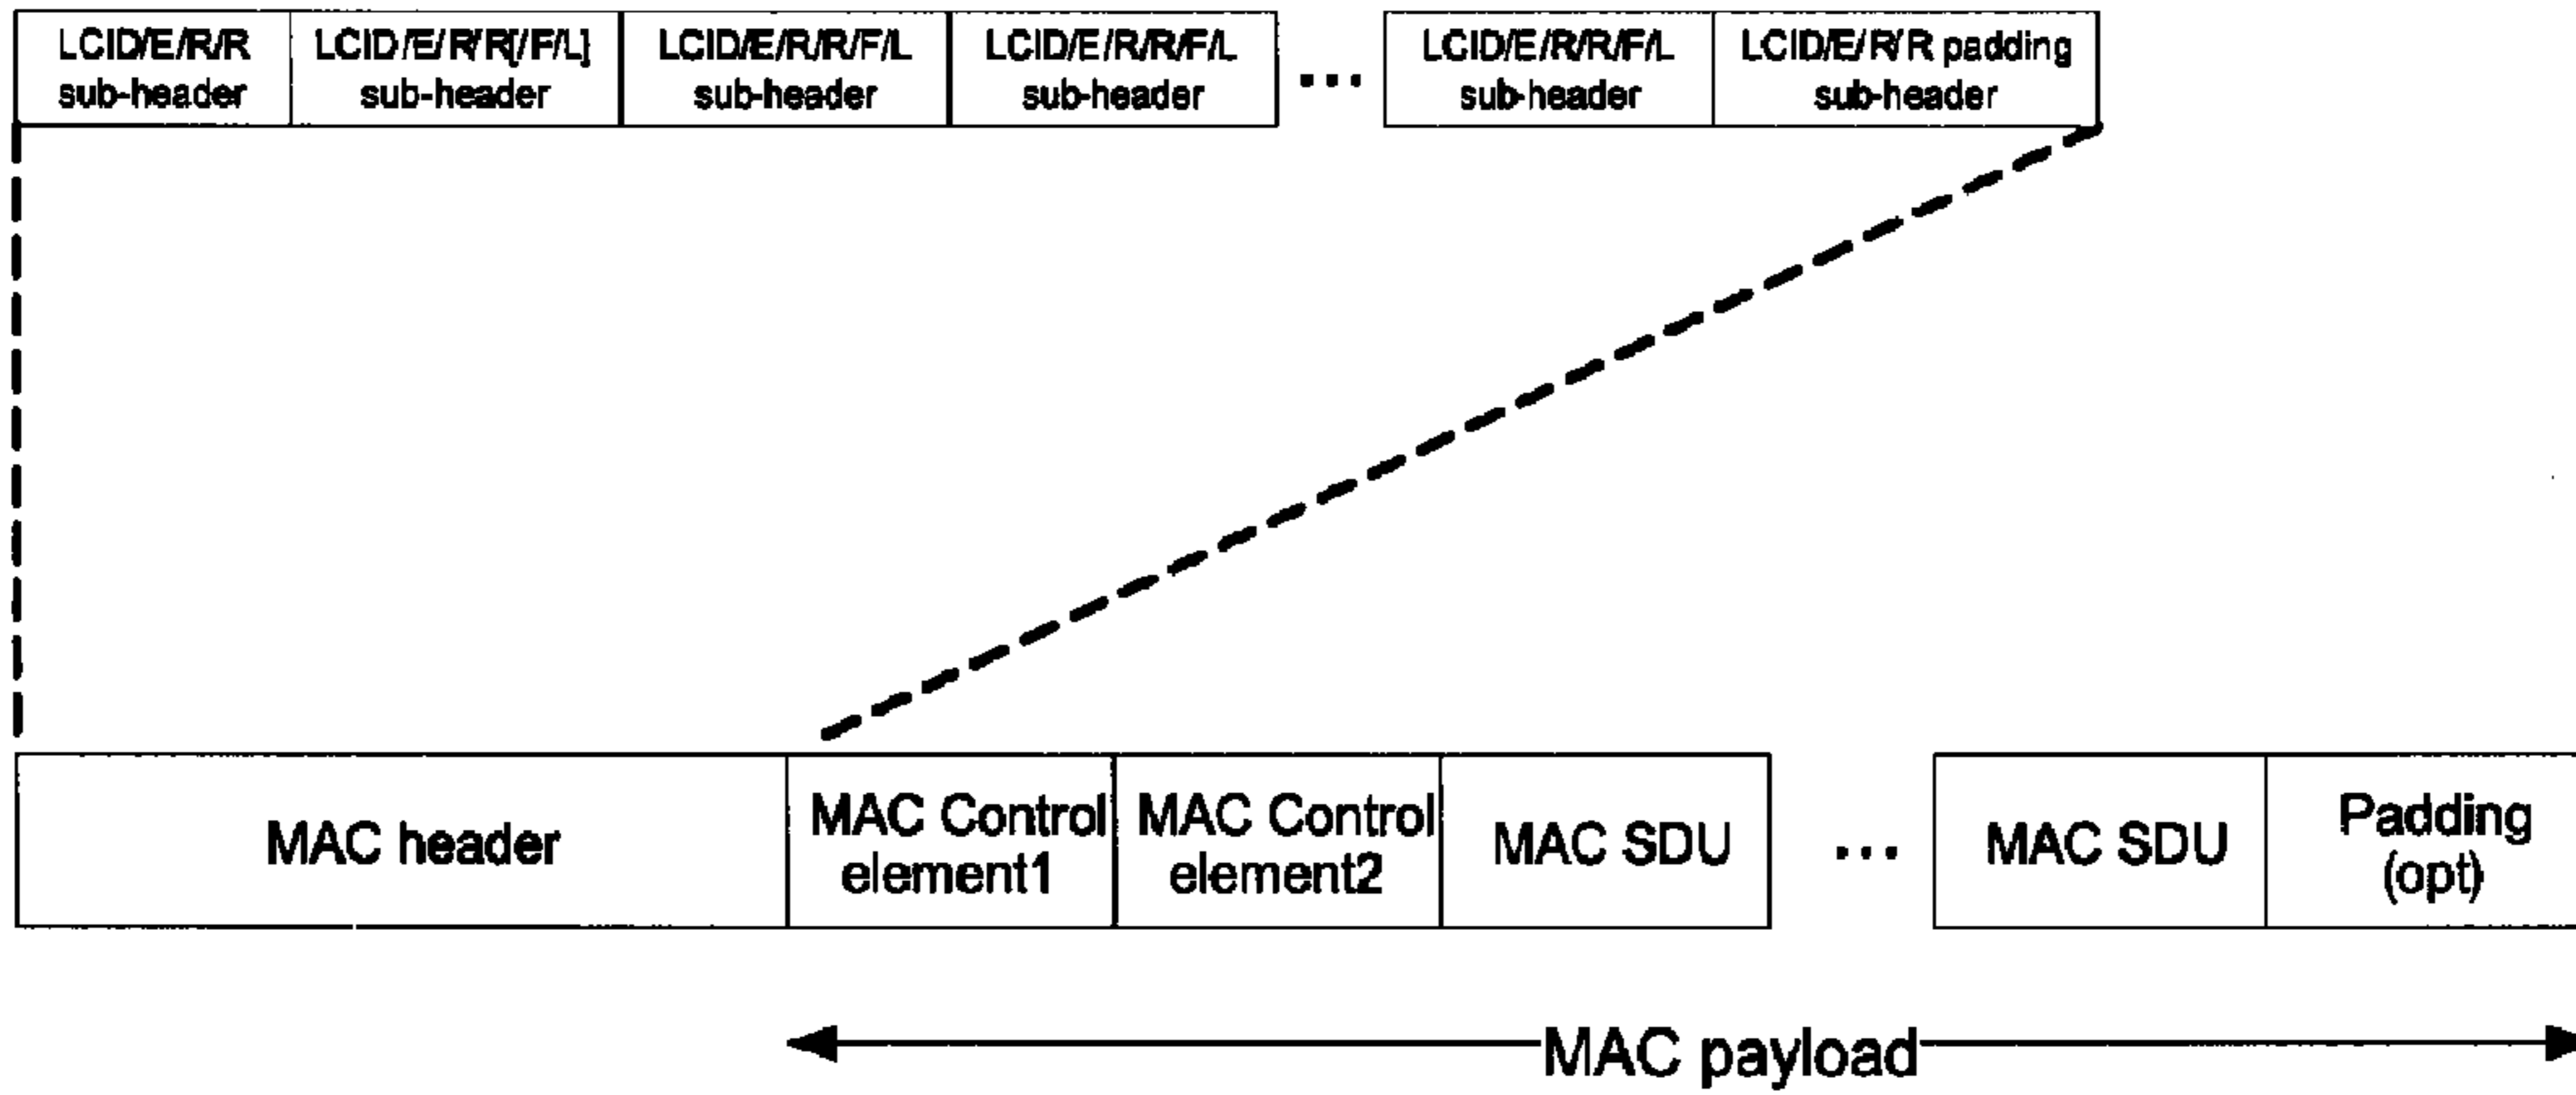 LCID/E/R/R
sub-header
LCID/E/R/R[/F/L]
sub-header
LCID/E/R/R/F/L
sub-header
LCID/E/R/R/F/L
sub-header
...
LCID/E/R/R/F/L
sub-header
LCID/E/R/R padding
sub-header
MAC header
MAC Control
element1
MAC Control
element2
MAC SDU
...
MAC SDU
Padding
(opt)
MAC payload